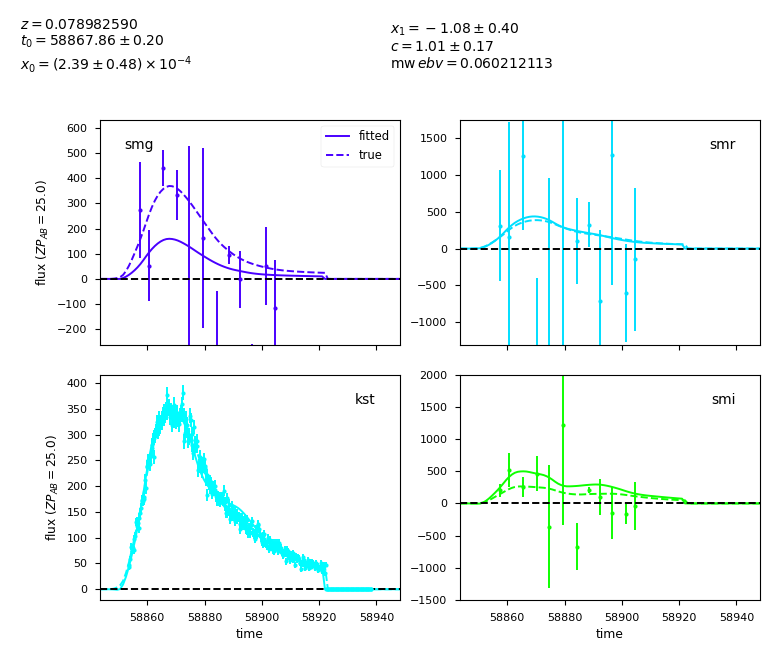 z = 0.078982590
t₀ = 58867.86 ± 0.20
x₀ = (2.39 ± 0.48) × 10⁻⁴
x₁ = −1.08 ± 0.40
c = 1.01 ± 0.17
mw ebv = 0.060212113
smg
fitted
true
600
500
400
300
200
100
0
−100
−200
flux (ZP_AB = 25.0)
smr
1500
1000
500
0
−500
−1000
kst
400
350
300
250
200
150
100
50
0
flux (ZP_AB = 25.0)
58860 58880 58900 58920 58940
time
smi
2000
1500
1000
500
0
−500
−1000
−1500
58860 58880 58900 58920 58940
time